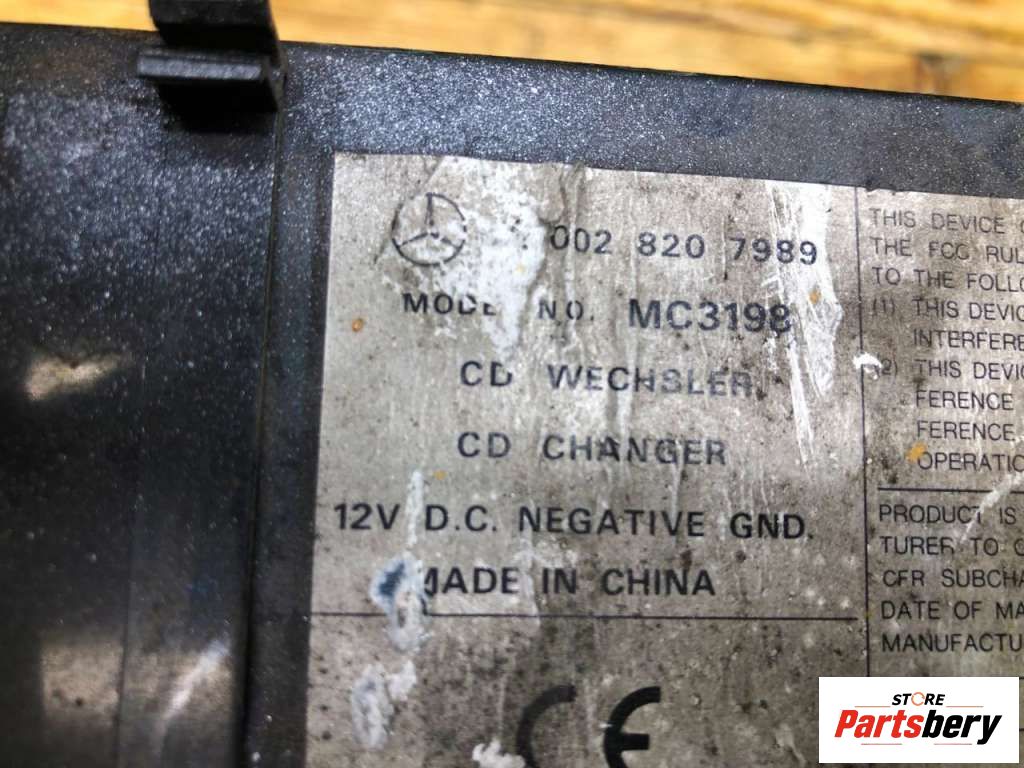 002 820 7989
MODEL NO. MC3198
CD WECHSLER
CD CHANGER
12V D.C. NEGATIVE GND.
MADE IN CHINA
CE
THIS DEVICE
THE FCC RUL
TO THE FOLLO
(1) THIS DEVIC
INTERFERE
(2) THIS DEVIC
FERENCE
FERENCE
OPERATIO
PRODUCT IS
TURER TO
CFR SUBCHA
DATE OF MA
MANUFACTU
STORE
Partsbery